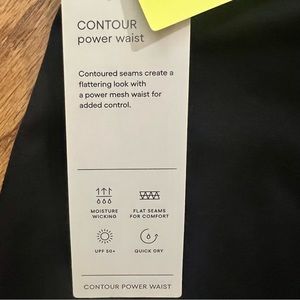 CONTOUR
power waist
Contoured seams create a
flattering look with
a power mesh waist for
added control.
MOISTURE
WICKING
FLAT SEAMS
FOR COMFORT
UPF 50+
QUICK DRY
CONTOUR POWER WAIST